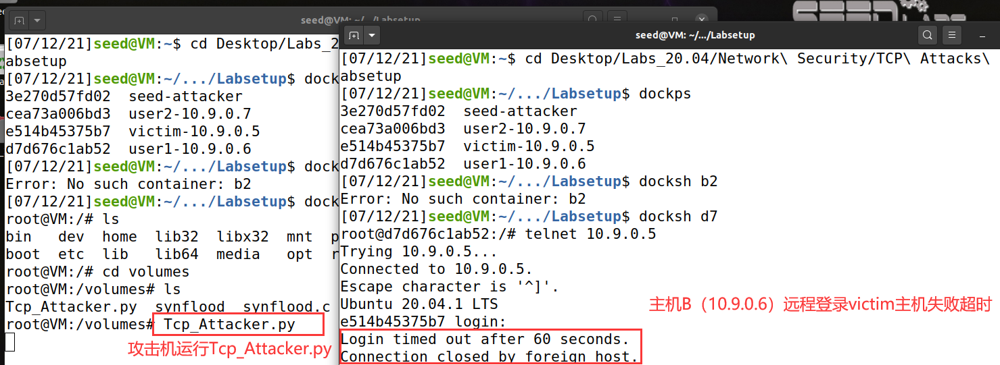 seed@VM: ~/.../Labsetup
[07/12/21]seed@VM:~$ cd Desktop/Labs_2
absetup
[07/12/21]seed@VM:~/.../Labsetup$ dock
3e270d57fd02  seed-attacker
cea73a006bd3  user2-10.9.0.7
e514b45375b7  victim-10.9.0.5
d7d676c1ab52  user1-10.9.0.6
[07/12/21]seed@VM:~/.../Labsetup$ dock
Error: No such container: b2
[07/12/21]seed@VM:~/.../Labsetup$ dock
root@VM:/# ls
bin   dev  home  lib32  libx32  mnt  p
boot  etc  lib   lib64  media   opt  r
root@VM:/# cd volumes
root@VM:/volumes# ls
Tcp_Attacker.py  synflood  synflood.c
root@VM:/volumes# Tcp_Attacker.py
攻击机运行Tcp_Attacker.py
SEED
seed@VM: ~/.../Labsetup
[07/12/21]seed@VM:~$ cd Desktop/Labs_20.04/Network\ Security/TCP\ Attacks\
absetup
[07/12/21]seed@VM:~/.../Labsetup$ dockps
3e270d57fd02  seed-attacker
cea73a006bd3  user2-10.9.0.7
e514b45375b7  victim-10.9.0.5
d7d676c1ab52  user1-10.9.0.6
[07/12/21]seed@VM:~/.../Labsetup$ docksh b2
Error: No such container: b2
[07/12/21]seed@VM:~/.../Labsetup$ docksh d7
root@d7d676c1ab52:/# telnet 10.9.0.5
Trying 10.9.0.5...
Connected to 10.9.0.5.
Escape character is '^]'.
Ubuntu 20.04.1 LTS
e514b45375b7 login:
Login timed out after 60 seconds.
Connection closed by foreign host.
主机B（10.9.0.6）远程登录victim主机失败超时